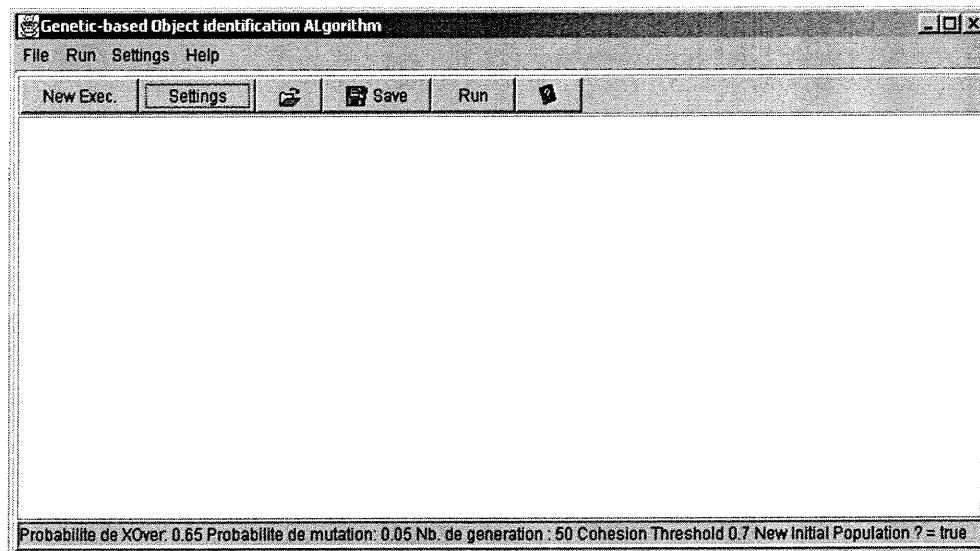 Genetic-based Object identification ALgorithm
File Run Settings Help
New Exec. Settings Save Run
Probabilite de XOver: 0.65 Probabilite de mutation: 0.05 Nb. de generation : 50 Cohesion Threshold 0.7 New Initial Population ? = true